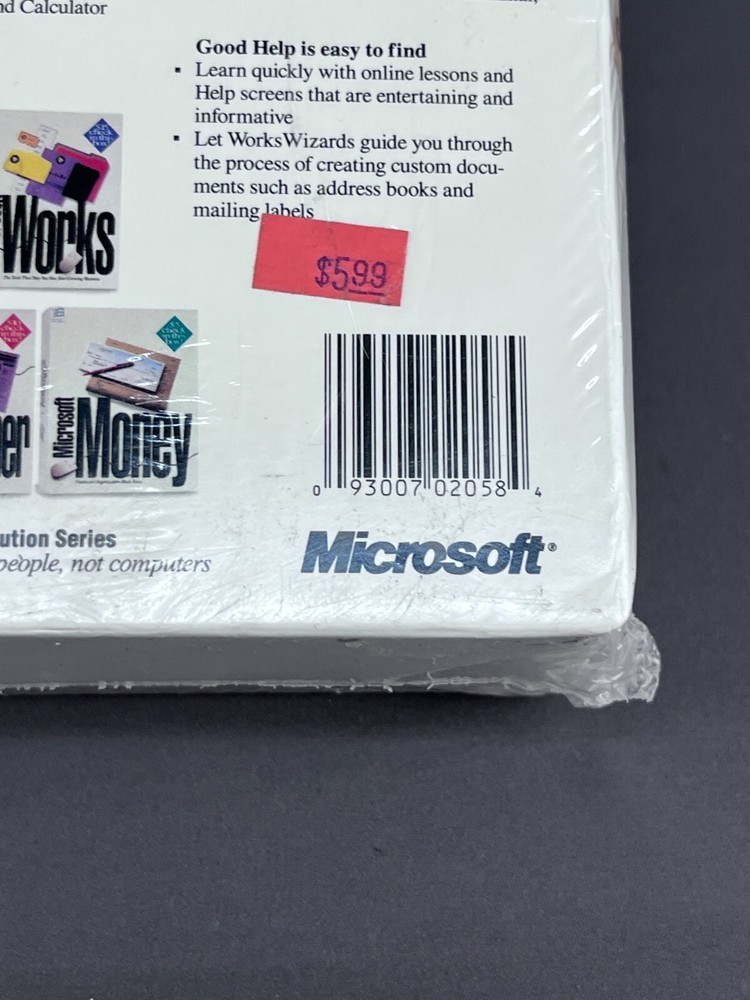 nd Calculator
Good Help is easy to find
▪ Learn quickly with online lessons and
Help screens that are entertaining and
informative
▪ Let WorksWizards guide you through
the process of creating custom docu-
ments such as address books and
mailing labels
$5.99
Works
er
Microsoft
Money
0 93007 02058 4
ution Series
people, not computers
Microsoft®